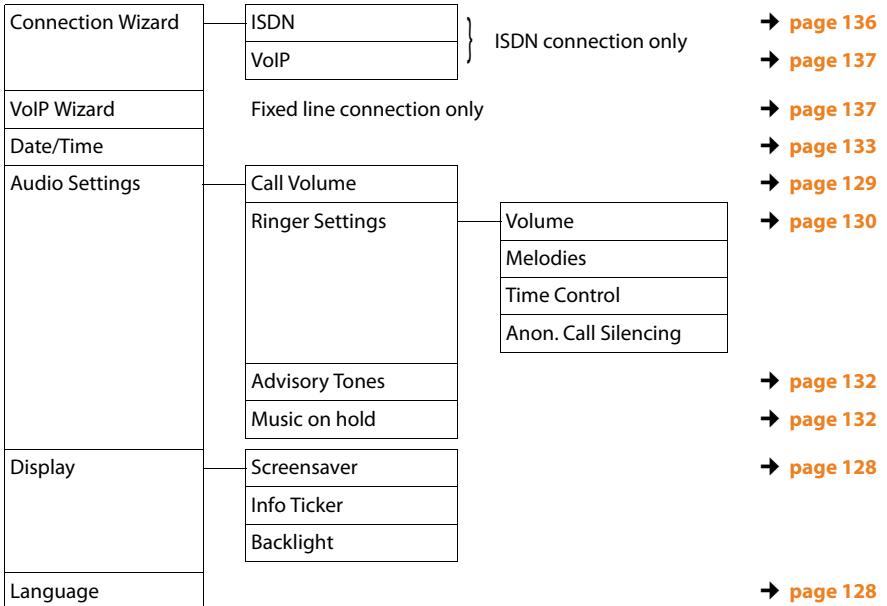 Connection Wizard ISDN ➔ page 136
ISDN connection only
VoIP ➔ page 137
VoIP Wizard Fixed line connection only ➔ page 137
Date/Time ➔ page 133
Audio Settings Call Volume ➔ page 129
Ringer Settings Volume ➔ page 130
Melodies
Time Control
Anon. Call Silencing
Advisory Tones ➔ page 132
Music on hold ➔ page 132
Display Screensaver ➔ page 128
Info Ticker
Backlight
Language ➔ page 128